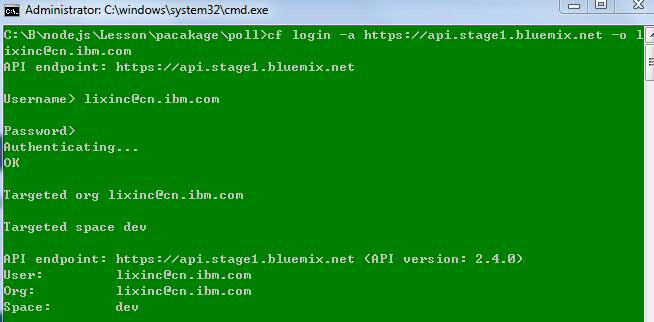 Administrator: C:\windows\system32\cmd.exe
C:\B\nodejs\Lesson\pacakage\poll>cf login -a https://api.stage1.bluemix.net -o l
ixinc@cn.ibm.com
API endpoint: https://api.stage1.bluemix.net
Username> lixinc@cn.ibm.com
Password>
Authenticating...
OK
Targeted org lixinc@cn.ibm.com
Targeted space dev
API endpoint: https://api.stage1.bluemix.net (API version: 2.4.0)
User: lixinc@cn.ibm.com
Org: lixinc@cn.ibm.com
Space: dev